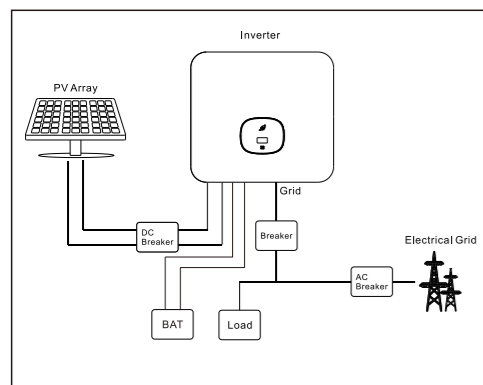 Inverter
PV Array
Grid
DC
Breaker
Breaker
Electrical Grid
AC
Breaker
BAT
Load